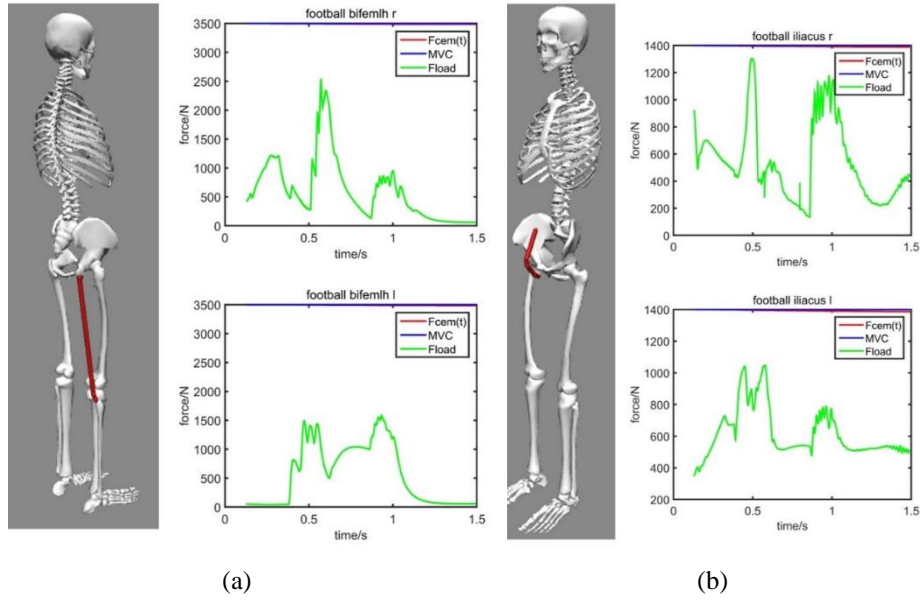 football bifemlh r
3500
3000
2500
2000
1500
1000
500
0
force/N
Fcem(t)
MVC
Fload
0 0.5 1 1.5
time/s
football bifemlh l
3500
3000
2500
2000
1500
1000
500
0
force/N
Fcem(t)
MVC
Fload
0 0.5 1 1.5
time/s
(a)
football iliacus r
1400
1200
1000
800
600
400
200
0
force/N
Fcem(t)
MVC
Fload
0 0.5 1 1.5
time/s
football iliacus l
1400
1200
1000
800
600
400
200
force/N
Fcem(t)
MVC
Fload
0 0.5 1 1.5
time/s
(b)